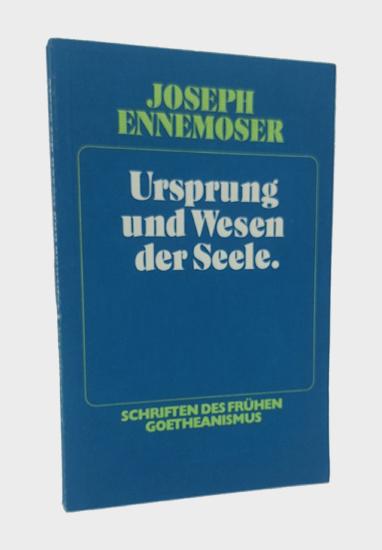 JOSEPH
ENNEMOSER
Ursprung
und Wesen
der Seele.
SCHRIFTEN DES FRÜHEN
GOETHEANISMUS